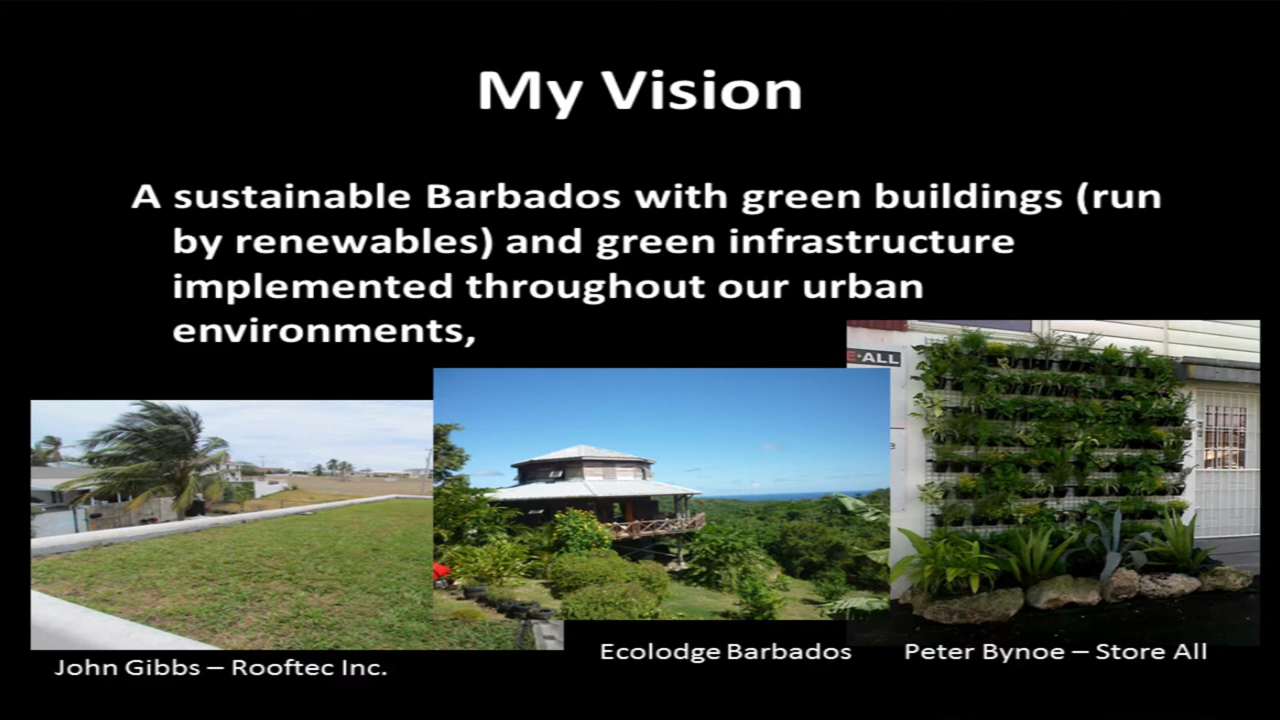 My Vision
A sustainable Barbados with green buildings (run
by renewables) and green infrastructure
implemented throughout our urban
environments,
E-ALL
John Gibbs – Rooftec Inc.
Ecolodge Barbados
Peter Bynoe – Store All